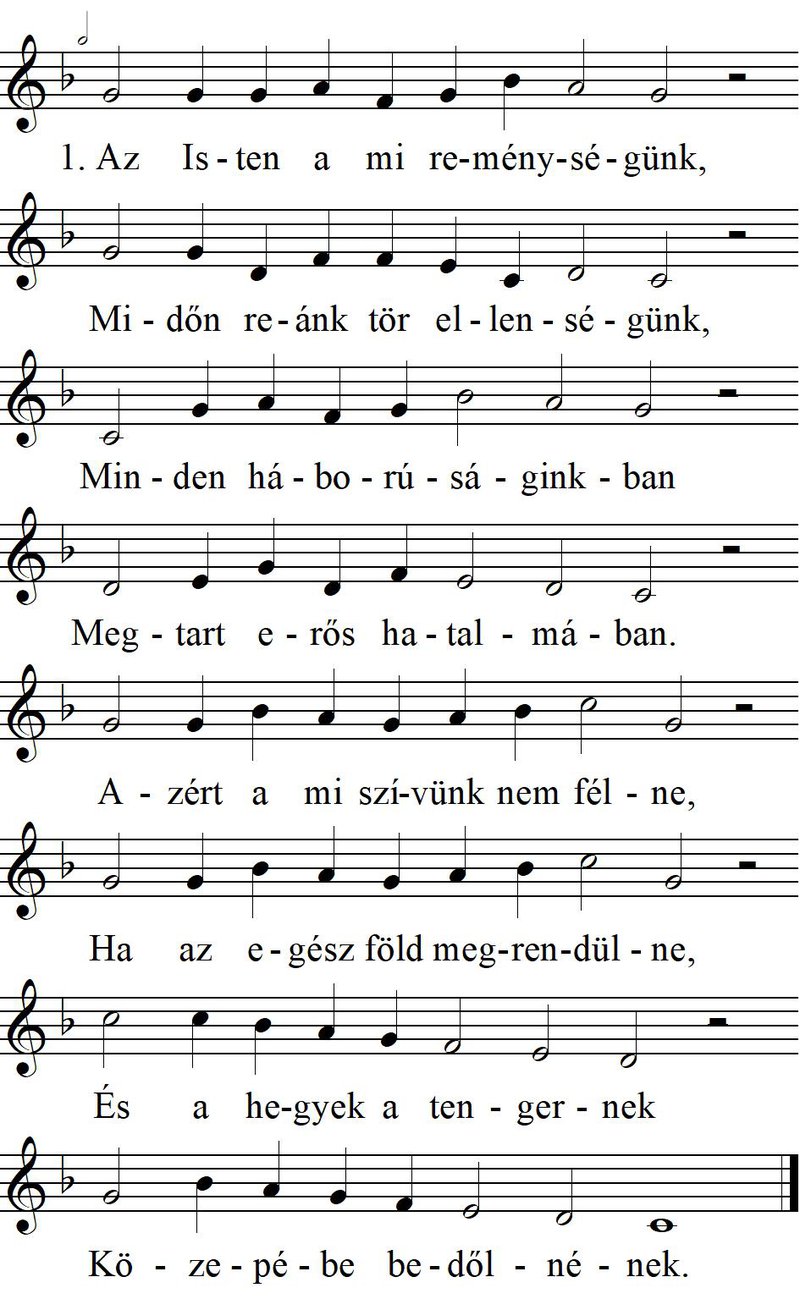 1. Az Is - ten a mi re-mény-sé-günk,
Mi - dőn re-ánk tör el-len - sé - günk,
Min - den há - bo - rú - sá - gink - ban
Meg - tart e - rős ha - tal - má - ban.
A - zért a mi szí-vünk nem fél - ne,
Ha az e - gész föld meg-ren-dül - ne,
És a he-gyek a ten - ger - nek
Kö - ze - pé - be be - dől - né - nek.